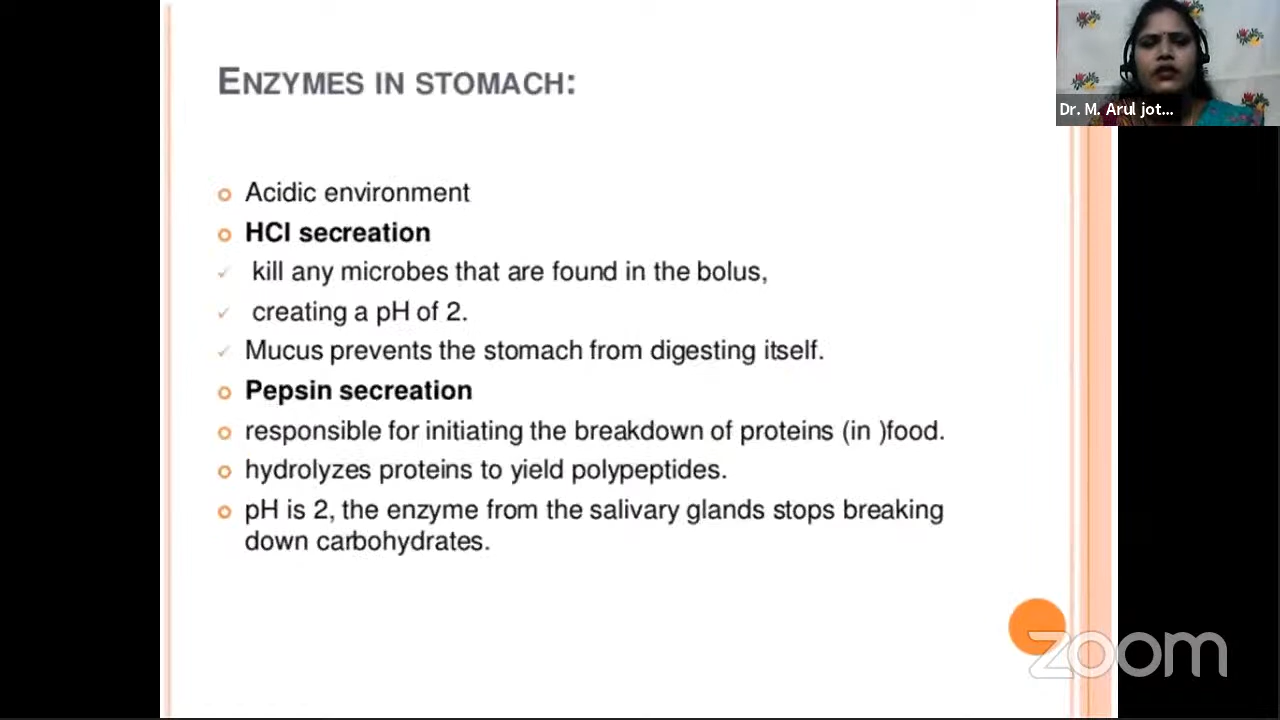 ENZYMES IN STOMACH:
Dr. M. Arul jot...
Acidic environment
HCl secreation
kill any microbes that are found in the bolus,
creating a pH of 2.
Mucus prevents the stomach from digesting itself.
Pepsin secreation
responsible for initiating the breakdown of proteins (in )food.
hydrolyzes proteins to yield polypeptides.
pH is 2, the enzyme from the salivary glands stops breaking
down carbohydrates.
zoom